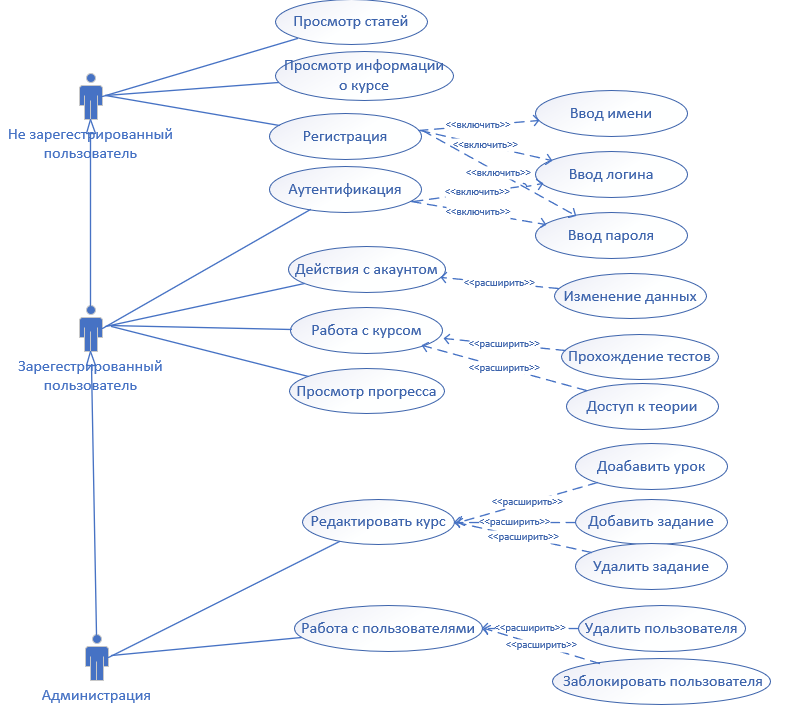 Просмотр статей
Просмотр информации
о курсе
Не зарегестрированный
пользователь
Регистрация
<<включить>>
<<включить>>
<<включить>>
Ввод имени
Аутентификация
<<включить>>
<<включить>>
Ввод логина
Ввод пароля
Действия с акаунтом
<<расширить>>
Изменение данных
Работа с курсом
<<расширить>>
<<расширить>>
Прохождение тестов
Зарегестрированный
пользователь
Просмотр прогресса
Доступ к теории
Доабавить урок
Редактировать курс
<<расширить>>
<<расширить>>
<<расширить>>
Добавить задание
Удалить задание
Работа с пользователями
<<расширить>>
<<расширить>>
Удалить пользователя
Заблокировать пользователя
Администрация